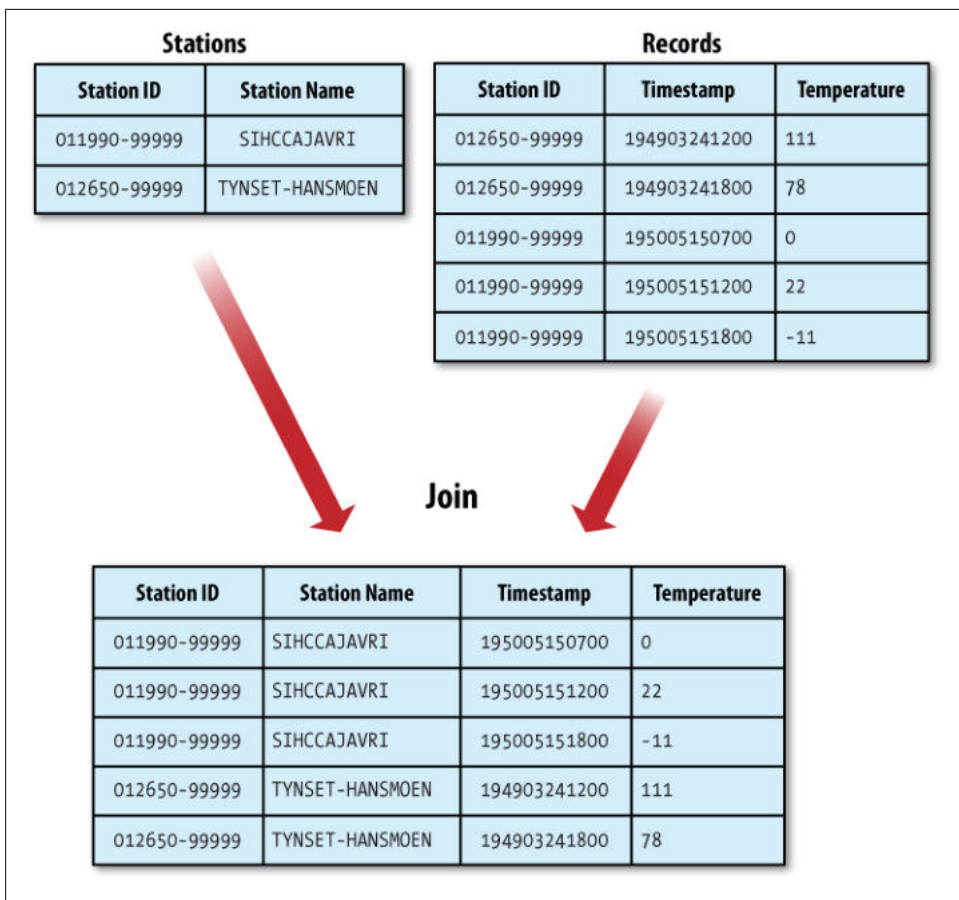 Stations
Station ID Station Name
011990-99999 SIHCCAJAVRI
012650-99999 TYNSET-HANSMOEN
Records
Station ID Timestamp Temperature
012650-99999 194903241200 111
012650-99999 194903241800 78
011990-99999 195005150700 0
011990-99999 195005151200 22
011990-99999 195005151800 -11
Join
Station ID Station Name Timestamp Temperature
011990-99999 SIHCCAJAVRI 195005150700 0
011990-99999 SIHCCAJAVRI 195005151200 22
011990-99999 SIHCCAJAVRI 195005151800 -11
012650-99999 TYNSET-HANSMOEN 194903241200 111
012650-99999 TYNSET-HANSMOEN 194903241800 78